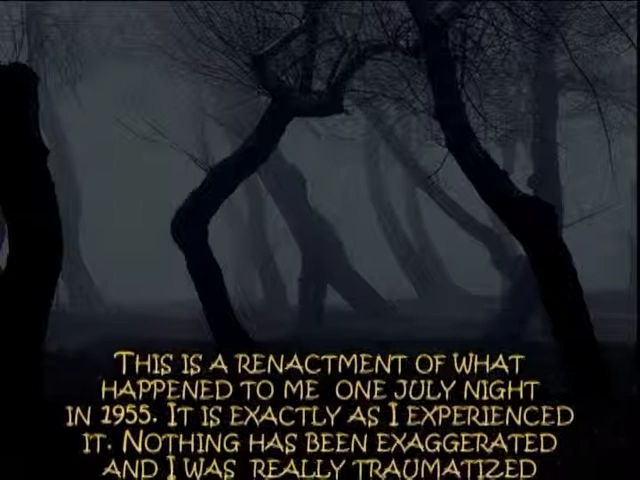 THIS IS A RENACTMENT OF WHAT
HAPPENED TO ME ONE JULY NIGHT
IN 1955. IT IS EXACTLY AS I EXPERIENCED
IT. NOTHING HAS BEEN EXAGGERATED
AND I WAS REALLY TRAUMATIZED